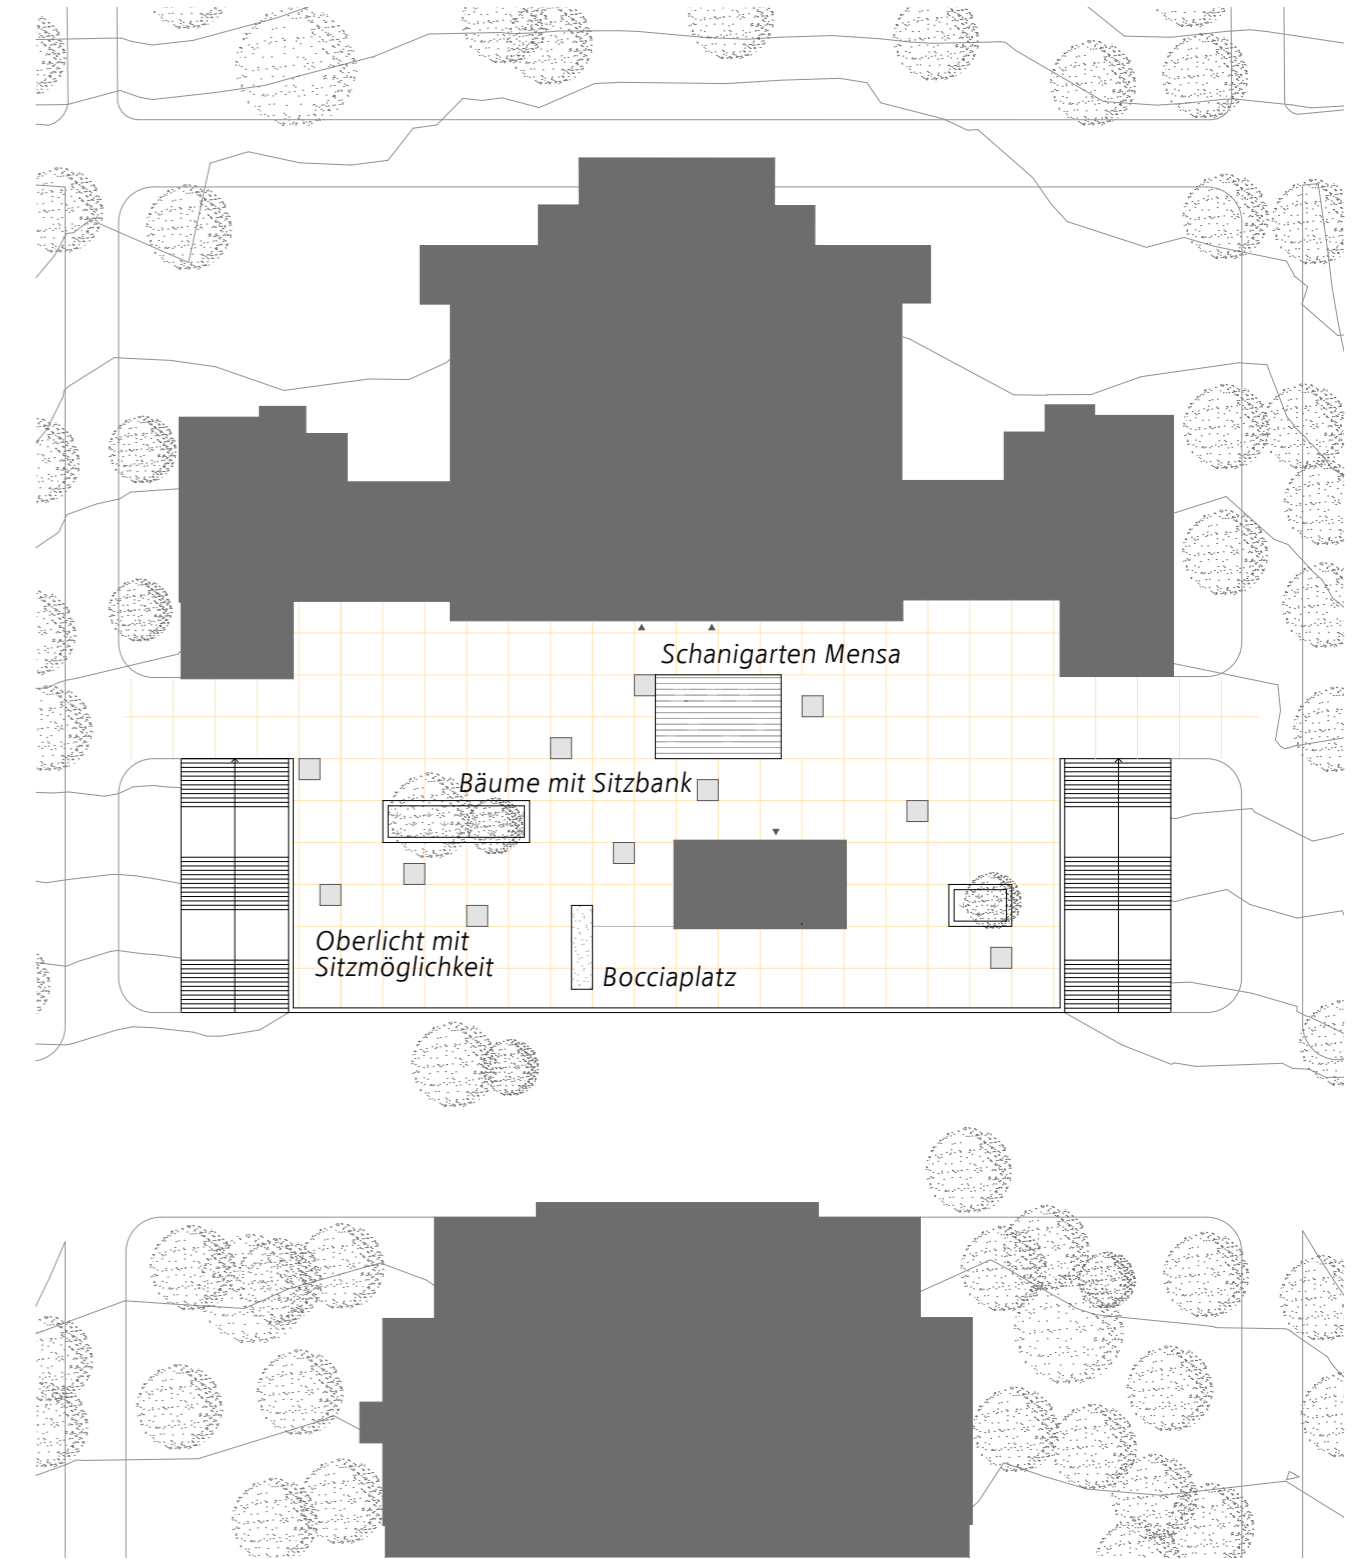 Schanigarten Mensa
Bäume mit Sitzbank
Oberlicht mit
Sitzmöglichkeit
Bocciaplatz